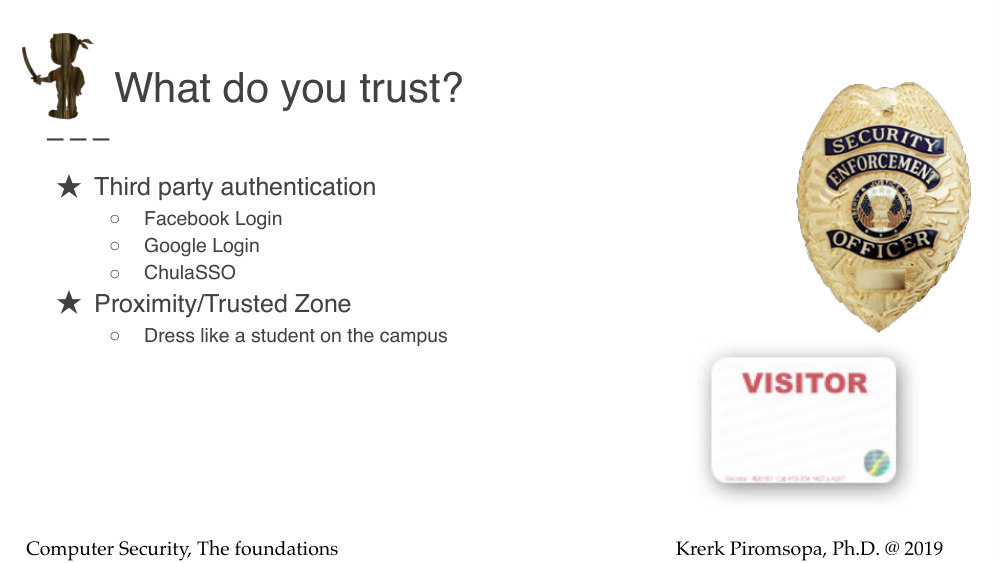 What do you trust?
★ Third party authentication
○ Facebook Login
○ Google Login
○ ChulaSSO
★ Proximity/Trusted Zone
○ Dress like a student on the campus
SECURITY
ENFORCEMENT
OFFICER
VISITOR
Computer Security, The foundations
Krerk Piromsopa, Ph.D. @ 2019